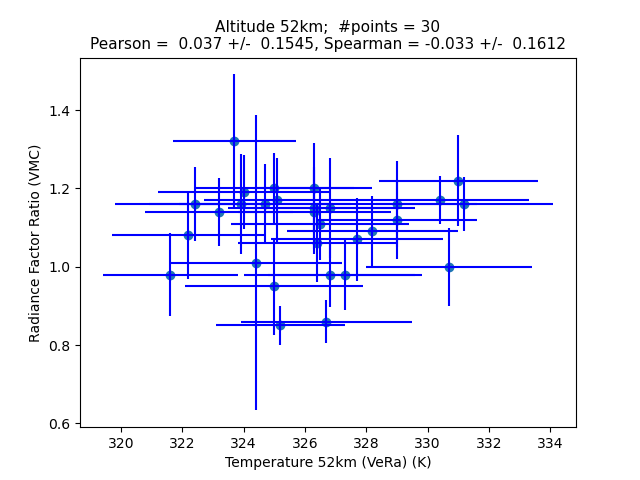 Altitude 52km;  #points = 30
Pearson =  0.037 +/-  0.1545, Spearman = -0.033 +/-  0.1612
1.4
1.2
1.0
0.8
0.6
Radiance Factor Ratio (VMC)
320 322 324 326 328 330 332 334
Temperature 52km (VeRa) (K)